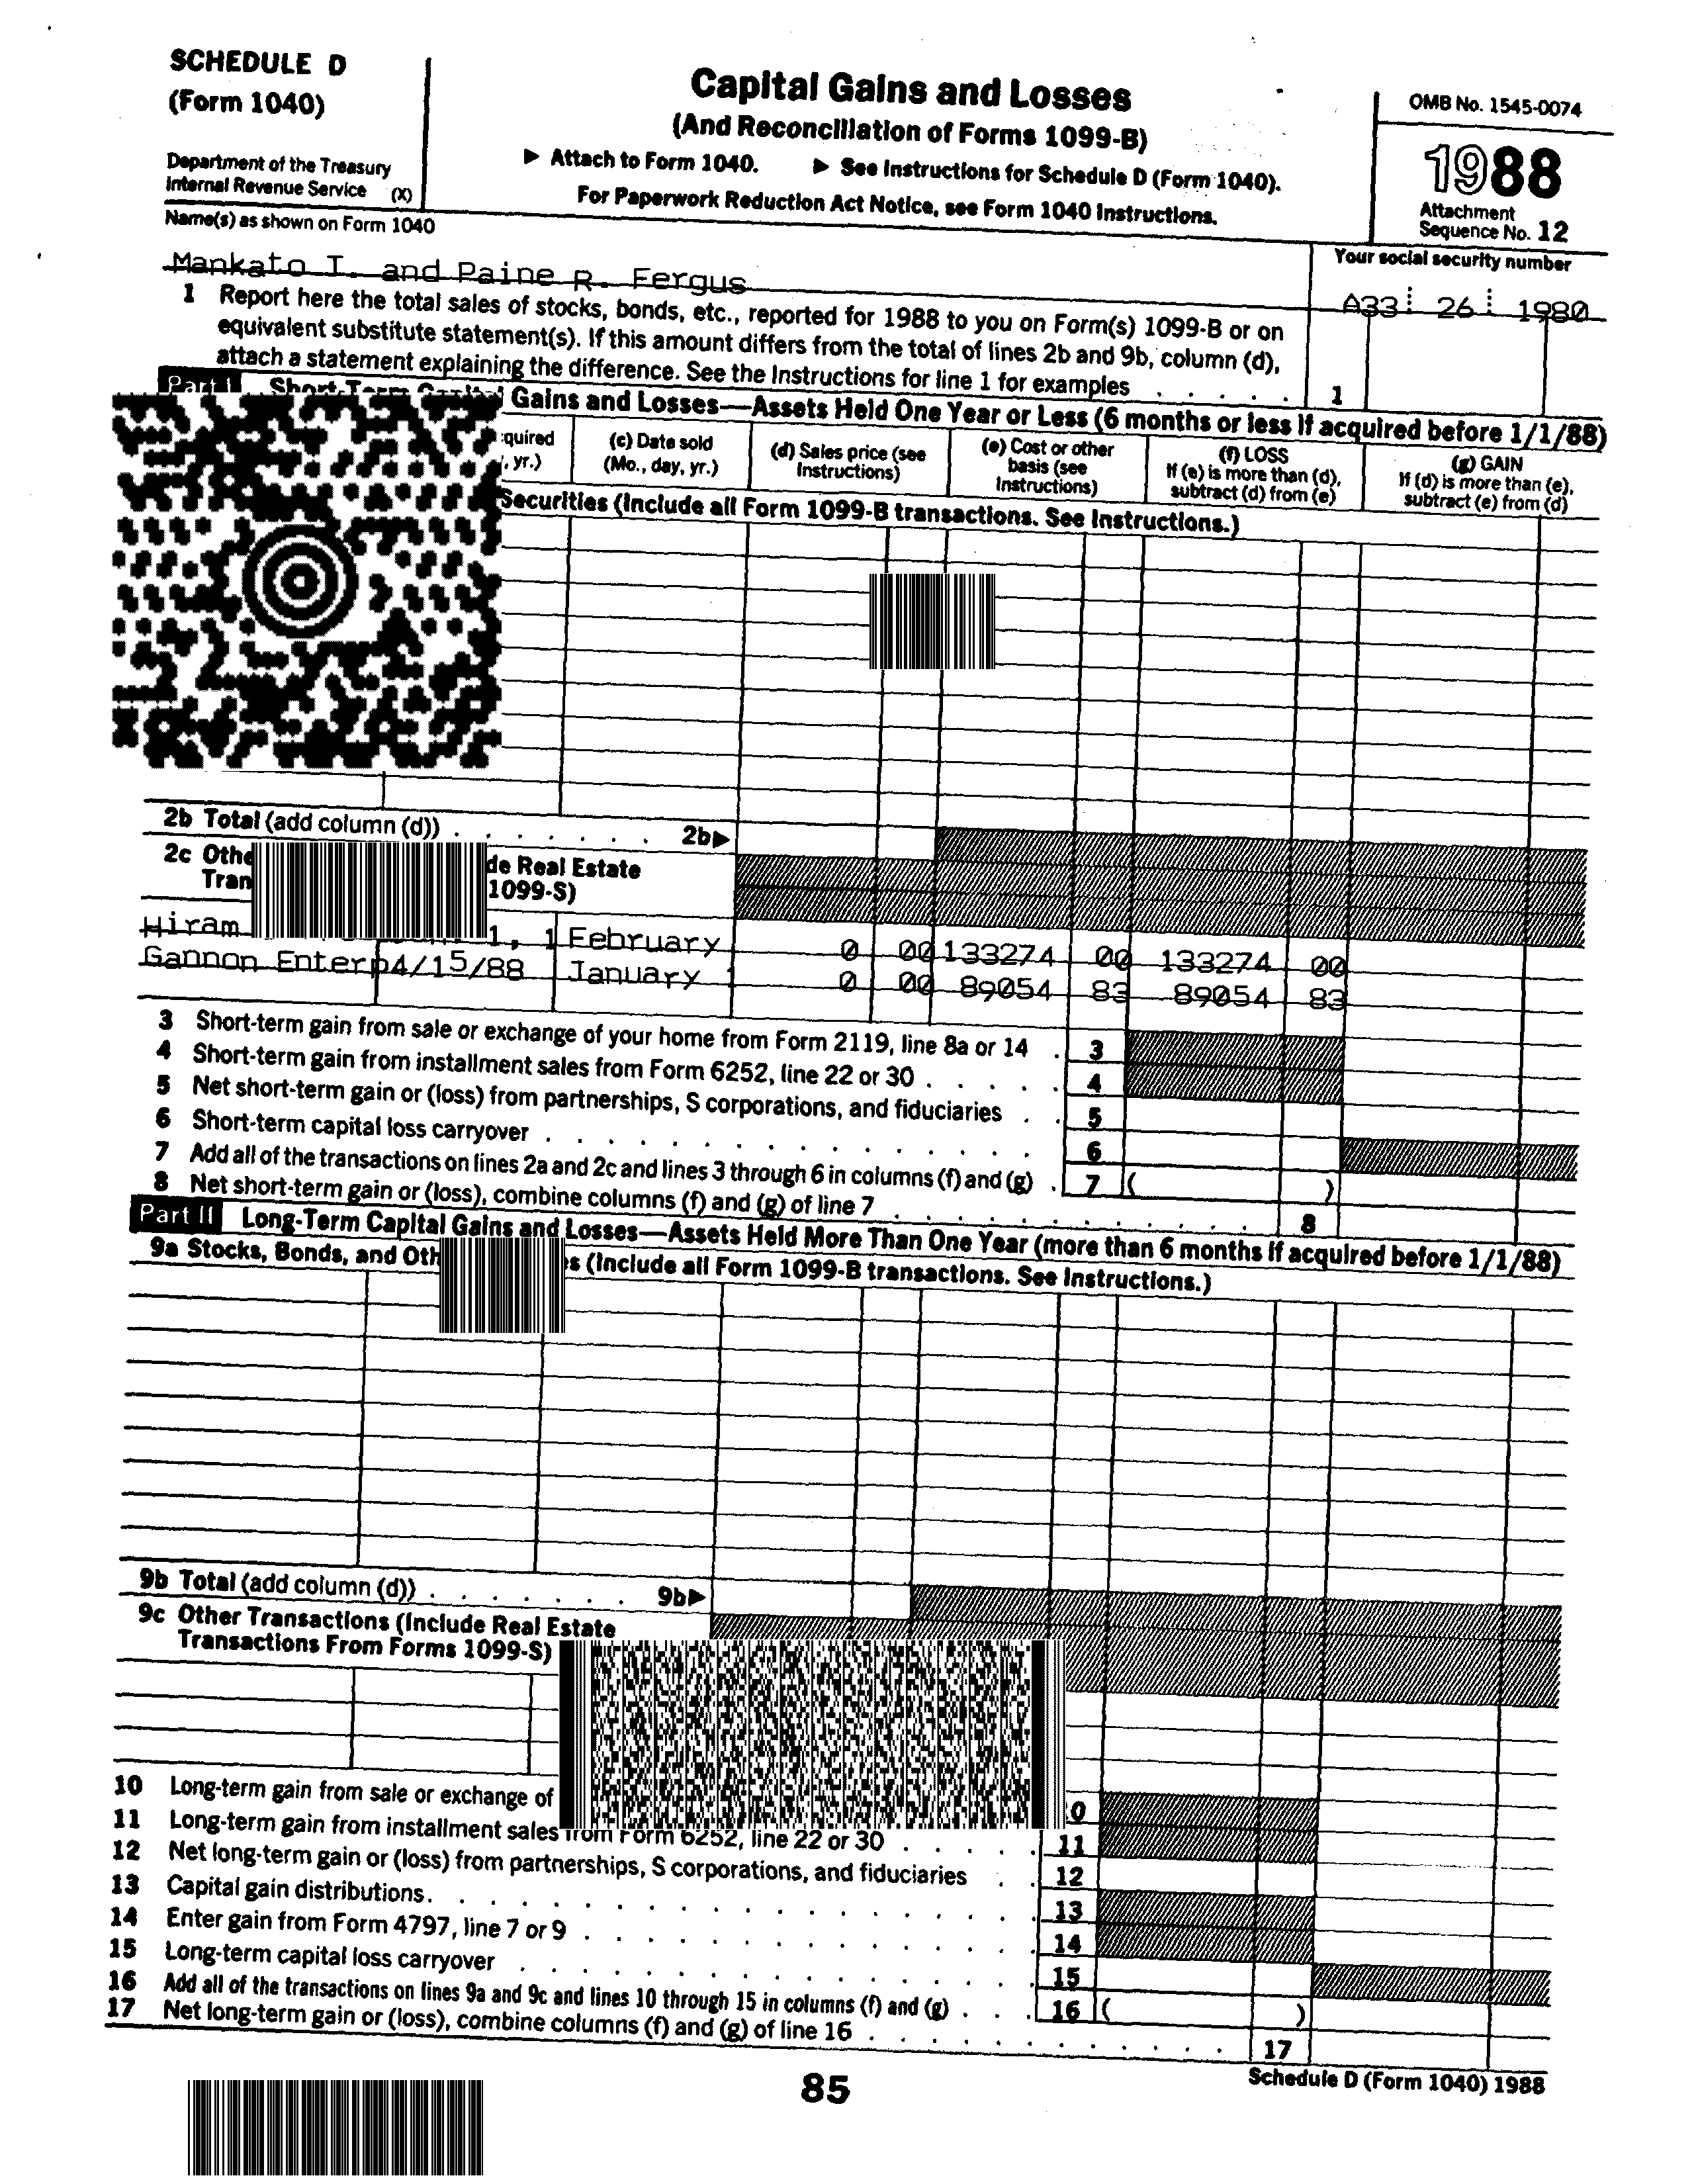 SCHEDULE D
(Form 1040)
Department of the Treasury
Internal Revenue Service (X)
Capital Gains and Losses
(And Reconciliation of Forms 1099-B)
▶ Attach to Form 1040. ▶ See Instructions for Schedule D (Form 1040).
For Paperwork Reduction Act Notice, see Form 1040 Instructions.
OMB No. 1545-0074
1988
Attachment
Sequence No. 12
Name(s) as shown on Form 1040
Your social security number
Mankato T. and Paine R. Fergus
A33 26 1980
1 Report here the total sales of stocks, bonds, etc., reported for 1988 to you on Form(s) 1099-B or on
equivalent substitute statement(s). If this amount differs from the total of lines 2b and 9b, column (d),
attach a statement explaining the difference. See the Instructions for line 1 for examples . . . . . 1
Part I Short-Term Capital Gains and Losses—Assets Held One Year or Less (6 months or less if acquired before 1/1/88)
quired
, yr.)
(c) Date sold
(Mo., day, yr.)
(d) Sales price (see
Instructions)
(e) Cost or other
basis (see
Instructions)
(f) LOSS
If (e) is more than (d),
subtract (d) from (e)
(g) GAIN
If (d) is more than (e),
subtract (e) from (d)
Securities (Include all Form 1099-B transactions. See Instructions.)
2b Total (add column (d)) . . . . . . . 2b▶
2c Othe de Real Estate
Tran 1099-S)
Hiram 1, 1 February 0 00 133274 00 133274 00
Gannon Enterp 4/15/88 January 0 00 89054 83 89054 83
3 Short-term gain from sale or exchange of your home from Form 2119, line 8a or 14 . 3
4 Short-term gain from installment sales from Form 6252, line 22 or 30 . . . . . 4
5 Net short-term gain or (loss) from partnerships, S corporations, and fiduciaries . . 5
6 Short-term capital loss carryover . . . . . . . . . . . . . 6
7 Add all of the transactions on lines 2a and 2c and lines 3 through 6 in columns (f) and (g) . 7 ( )
8 Net short-term gain or (loss), combine columns (f) and (g) of line 7 . . . . . . . . . . . . 8
Part II Long-Term Capital Gains and Losses—Assets Held More Than One Year (more than 6 months if acquired before 1/1/88)
9a Stocks, Bonds, and Oth s (Include all Form 1099-B transactions. See Instructions.)
9b Total (add column (d)) . . . . . . . 9b▶
9c Other Transactions (Include Real Estate
Transactions From Forms 1099-S)
10 Long-term gain from sale or exchange of 0
11 Long-term gain from installment sales from Form 6252, line 22 or 30 . . . . . 11
12 Net long-term gain or (loss) from partnerships, S corporations, and fiduciaries . . 12
13 Capital gain distributions . . . . . . . . . . . . . . . . 13
14 Enter gain from Form 4797, line 7 or 9 . . . . . . . . . . . . 14
15 Long-term capital loss carryover . . . . . . . . . . . . . . 15
16 Add all of the transactions on lines 9a and 9c and lines 10 through 15 in columns (f) and (g) . . . 16 ( )
17 Net long-term gain or (loss), combine columns (f) and (g) of line 16 . . . . . . . . . . . . 17
85
Schedule D (Form 1040) 1988